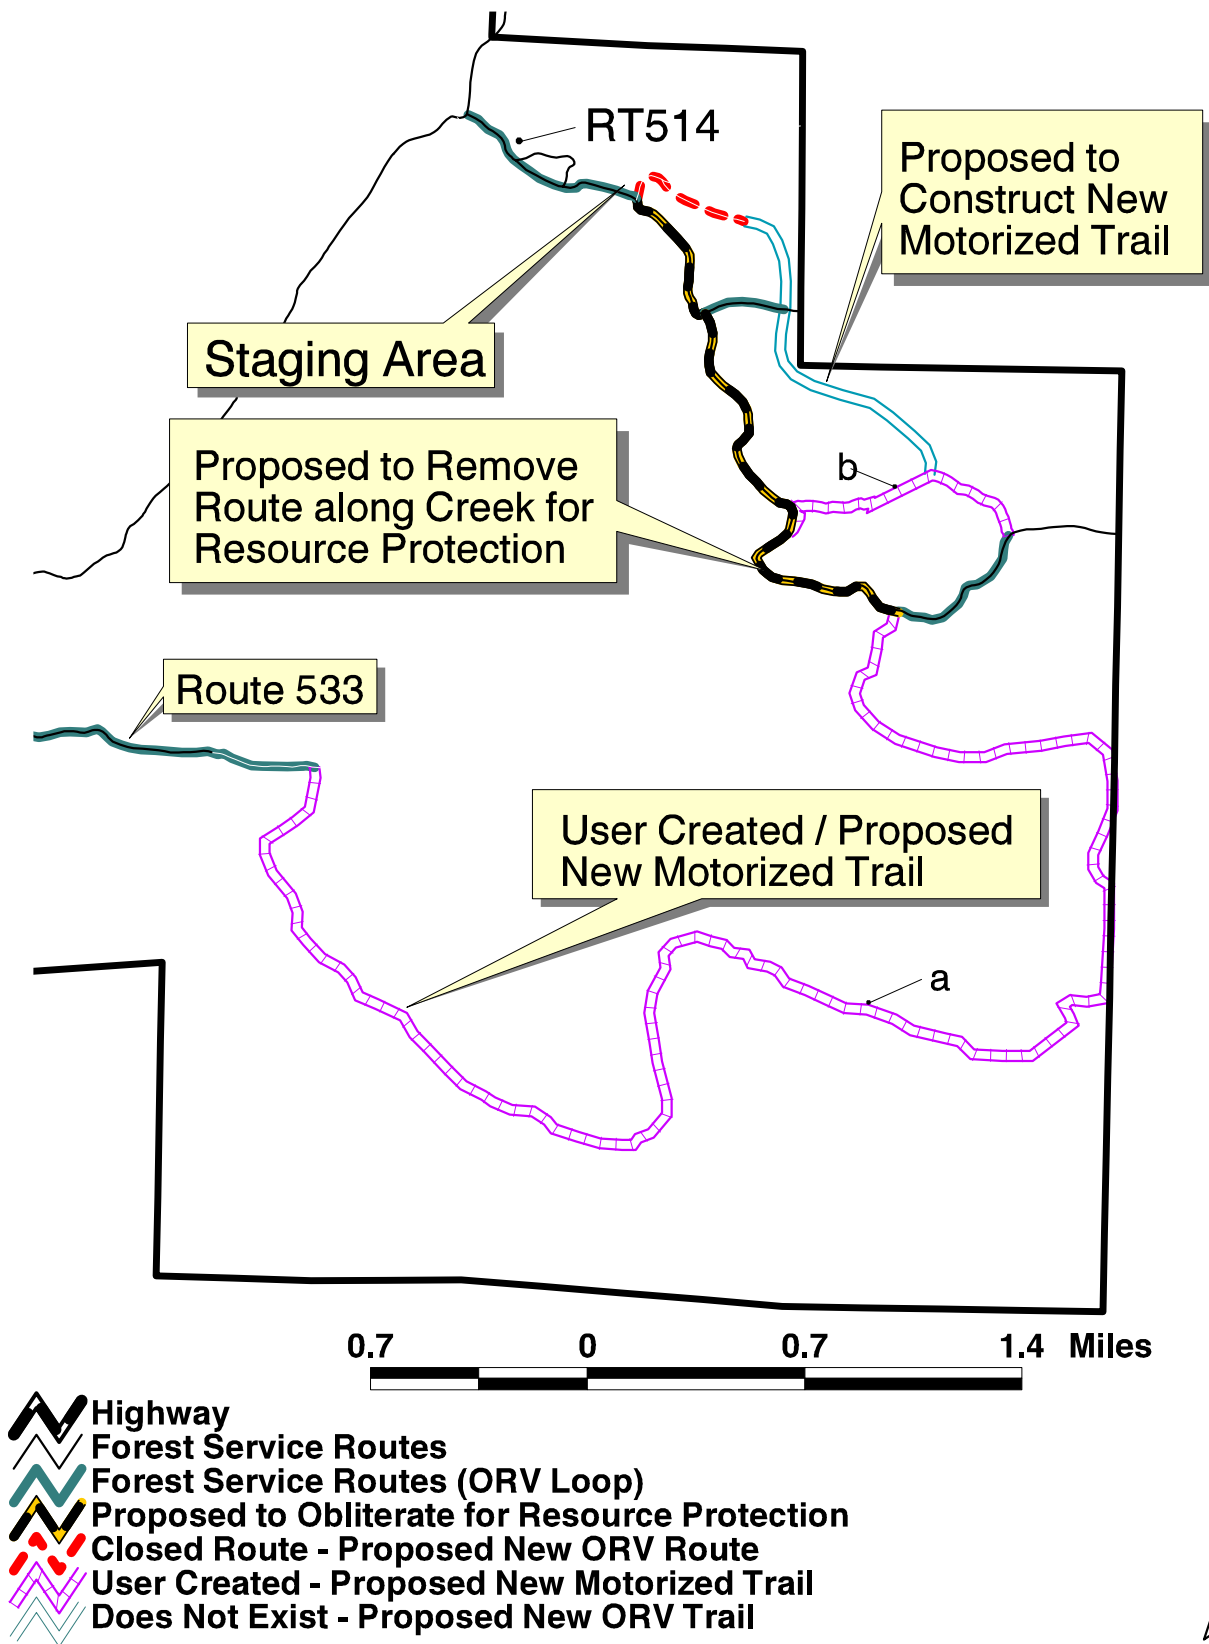 RT514
Proposed to
Construct New
Motorized Trail
Staging Area
Proposed to Remove
Route along Creek for
Resource Protection
b
Route 533
User Created / Proposed
New Motorized Trail
a
0.7 0 0.7 1.4 Miles
Highway
Forest Service Routes
Forest Service Routes (ORV Loop)
Proposed to Obliterate for Resource Protection
Closed Route - Proposed New ORV Route
User Created - Proposed New Motorized Trail
Does Not Exist - Proposed New ORV Trail